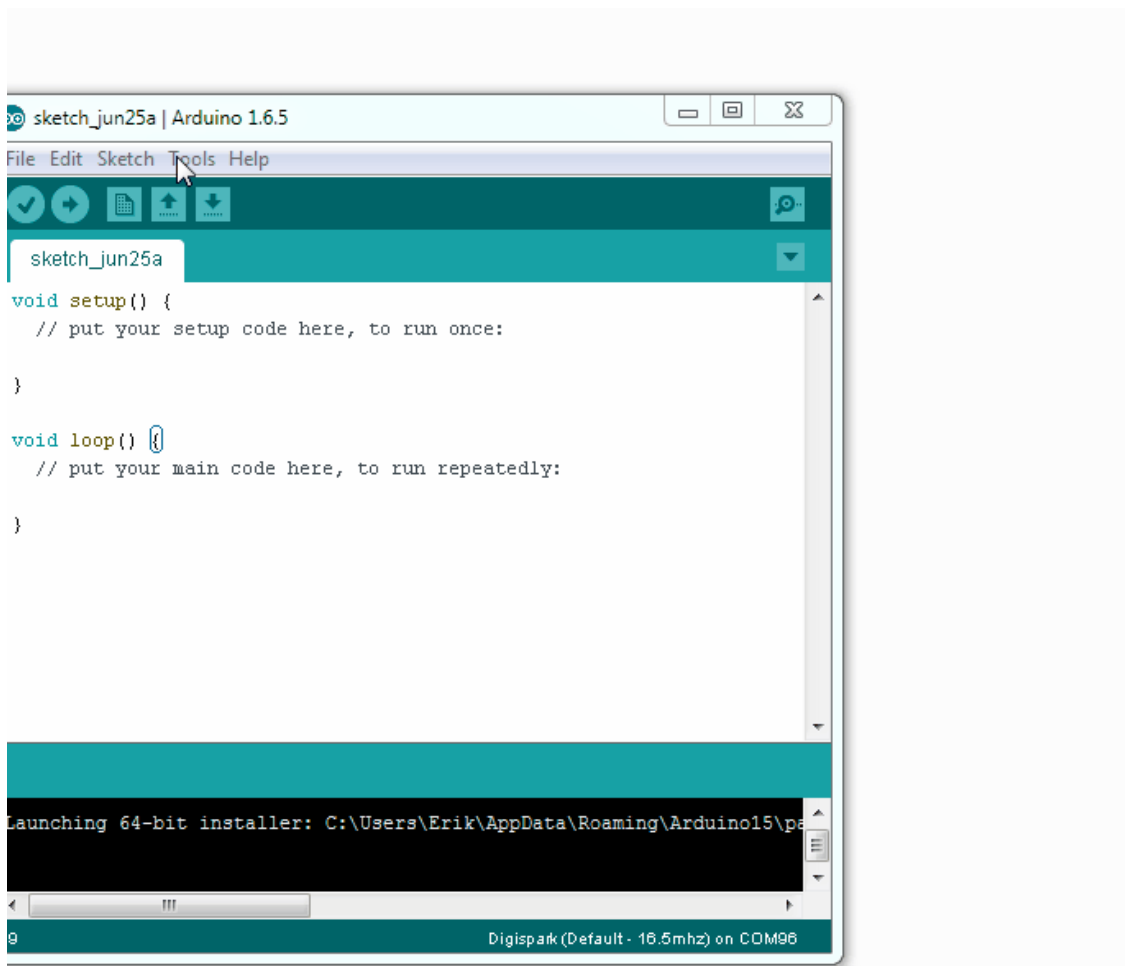 sketch_jun25a | Arduino 1.6.5
File Edit Sketch Tools Help
sketch_jun25a
void setup() {
// put your setup code here, to run once:
}
void loop() {
// put your main code here, to run repeatedly:
}
Launching 64-bit installer: C:\Users\Erik\AppData\Roaming\Arduino15\pa
9
Digispark (Default - 16.5mhz) on COM96